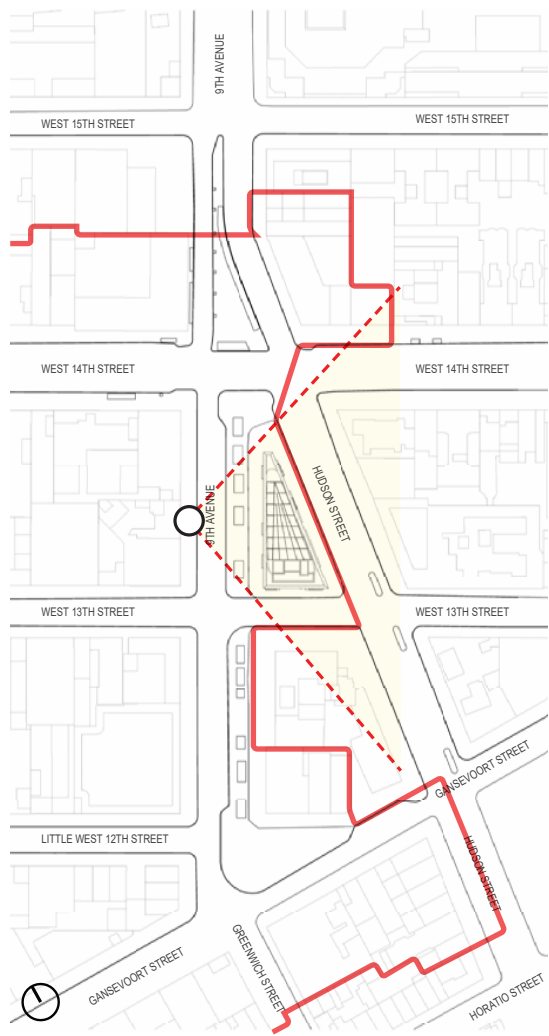 9TH AVENUE
WEST 15TH STREET
WEST 15TH STREET
WEST 14TH STREET
WEST 14TH STREET
HUDSON STREET
9TH AVENUE
WEST 13TH STREET
WEST 13TH STREET
GANSEVOORT STREET
LITTLE WEST 12TH STREET
HUDSON STREET
GREENWICH STREET
GANSEVOORT STREET
HORATIO STREET